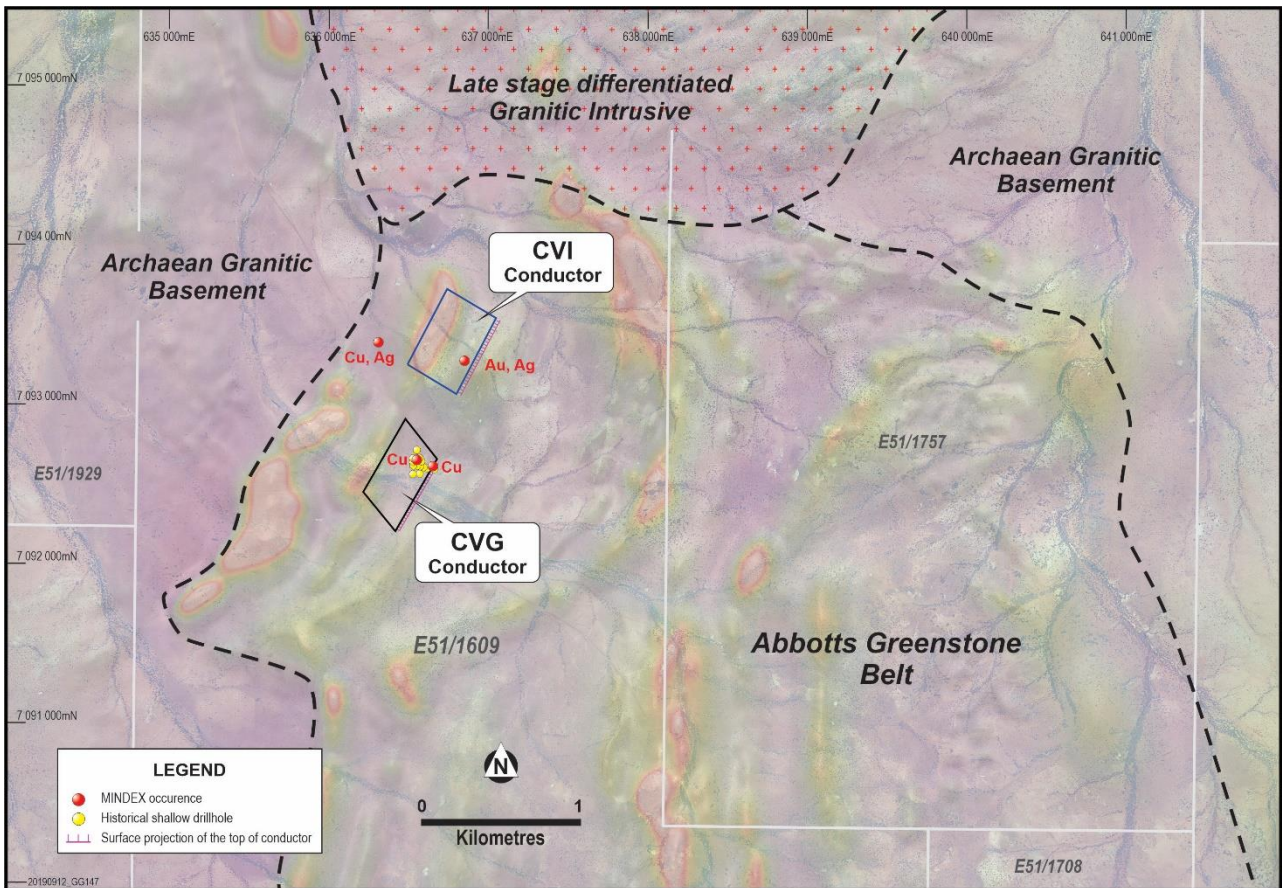 635 000mE
636 000mE
637 000mE
638 000mE
639 000mE
640 000mE
641 000mE
7 095 000mN
Late stage differentiated
Granitic Intrusive
Archaean Granitic
Basement
7 094 00mN
CVI
Conductor
Archaean Granitic
Basement
Cu, Ag
Au, Ag
7 093 000mN
E51/1757
E51/1929
Cu
Cu
CVG
Conductor
7 092 000mN
E51/1609
Abbotts Greenstone
Belt
7 091 000mN
LEGEND
MINDEX occurence
Historical shallow drillhole
Surface projection of the top of conductor
N
0 1
Kilometres
E51/1708
20190912_GG147